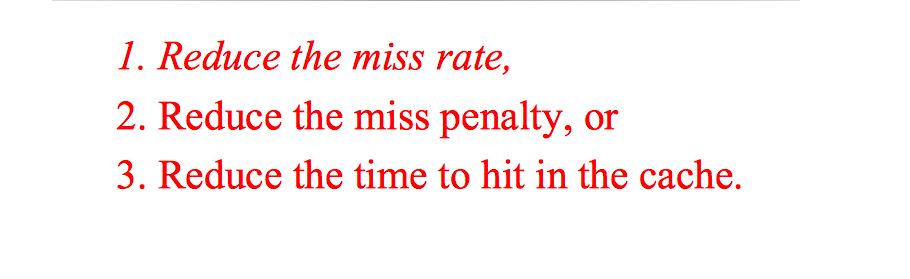 1. Reduce the miss rate,
2. Reduce the miss penalty, or
3. Reduce the time to hit in the cache.